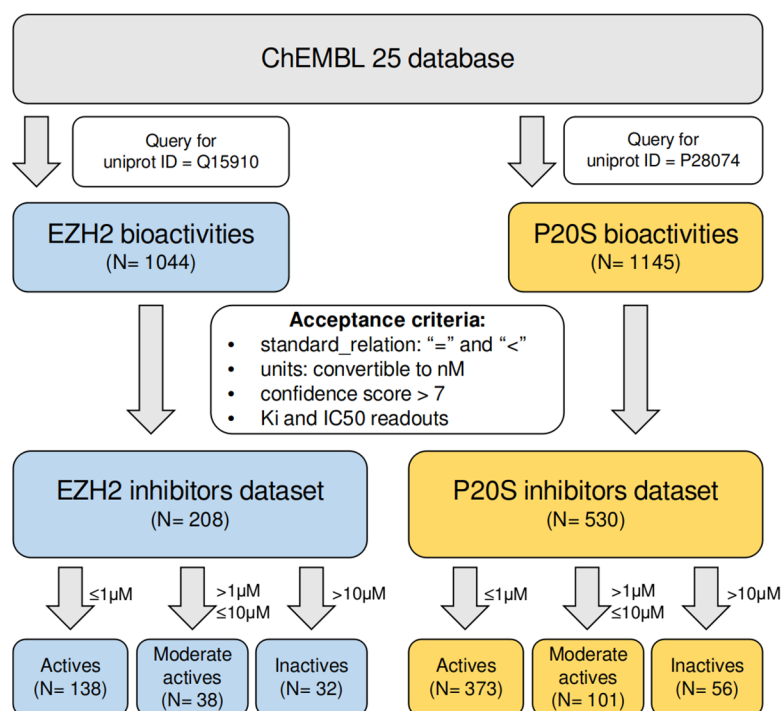 ChEMBL 25 database
Query for
uniprot ID = Q15910
Query for
uniprot ID = P28074
EZH2 bioactivities
(N= 1044)
P20S bioactivities
(N= 1145)
Acceptance criteria:
• standard_relation: “=” and “<”
• units: convertible to nM
• confidence score > 7
• Ki and IC50 readouts
EZH2 inhibitors dataset
(N= 208)
P20S inhibitors dataset
(N= 530)
≤1µM
>1µM
≤10µM
>10µM
≤1µM
>1µM
≤10µM
>10µM
Actives
(N= 138)
Moderate
actives
(N= 38)
Inactives
(N= 32)
Actives
(N= 373)
Moderate
actives
(N= 101)
Inactives
(N= 56)